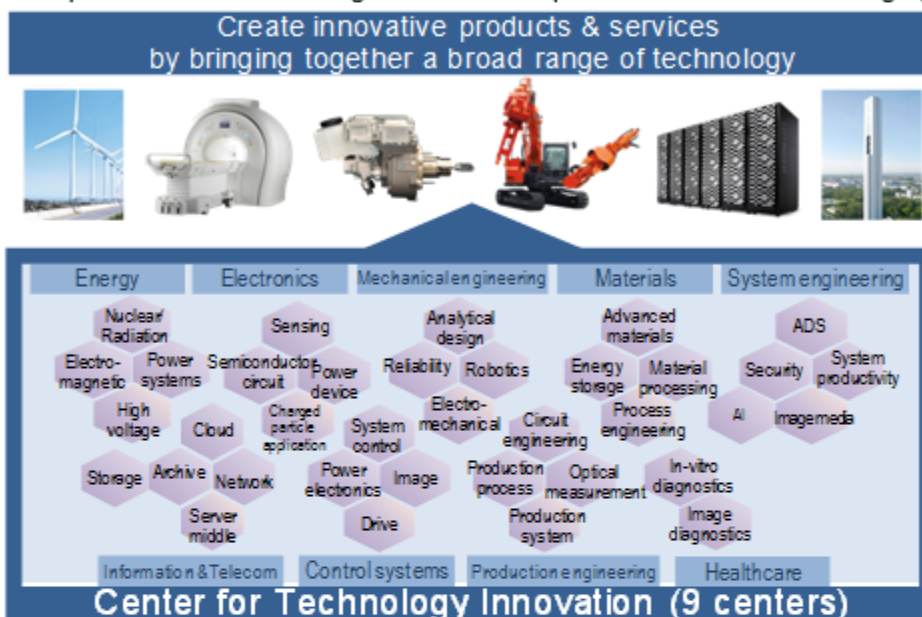 Create innovative products & services
by bringing together a broad range of technology
Energy
Electronics
Mechanical engineering
Materials
System engineering
Nuclear/
Radiation
Electro-
magnetic
Power
systems
High
voltage
Sensing
Semiconductor
circuit
Power
device
Charged
particle
application
Analytical
design
Reliability
Robotics
Electro-
mechanical
Advanced
materials
Energy
storage
Material
processing
Process
engineering
ADS
Security
System
productivity
AI
Imagemedia
Cloud
Storage
Archive
Network
Server
middle
System
control
Power
electronics
Image
Drive
Circuit
engineering
Production
process
Optical
measurement
Production
system
In-vitro
diagnostics
Image
diagnostics
Information & Telecom
Control systems
Production engineering
Healthcare
Center for Technology Innovation (9 centers)